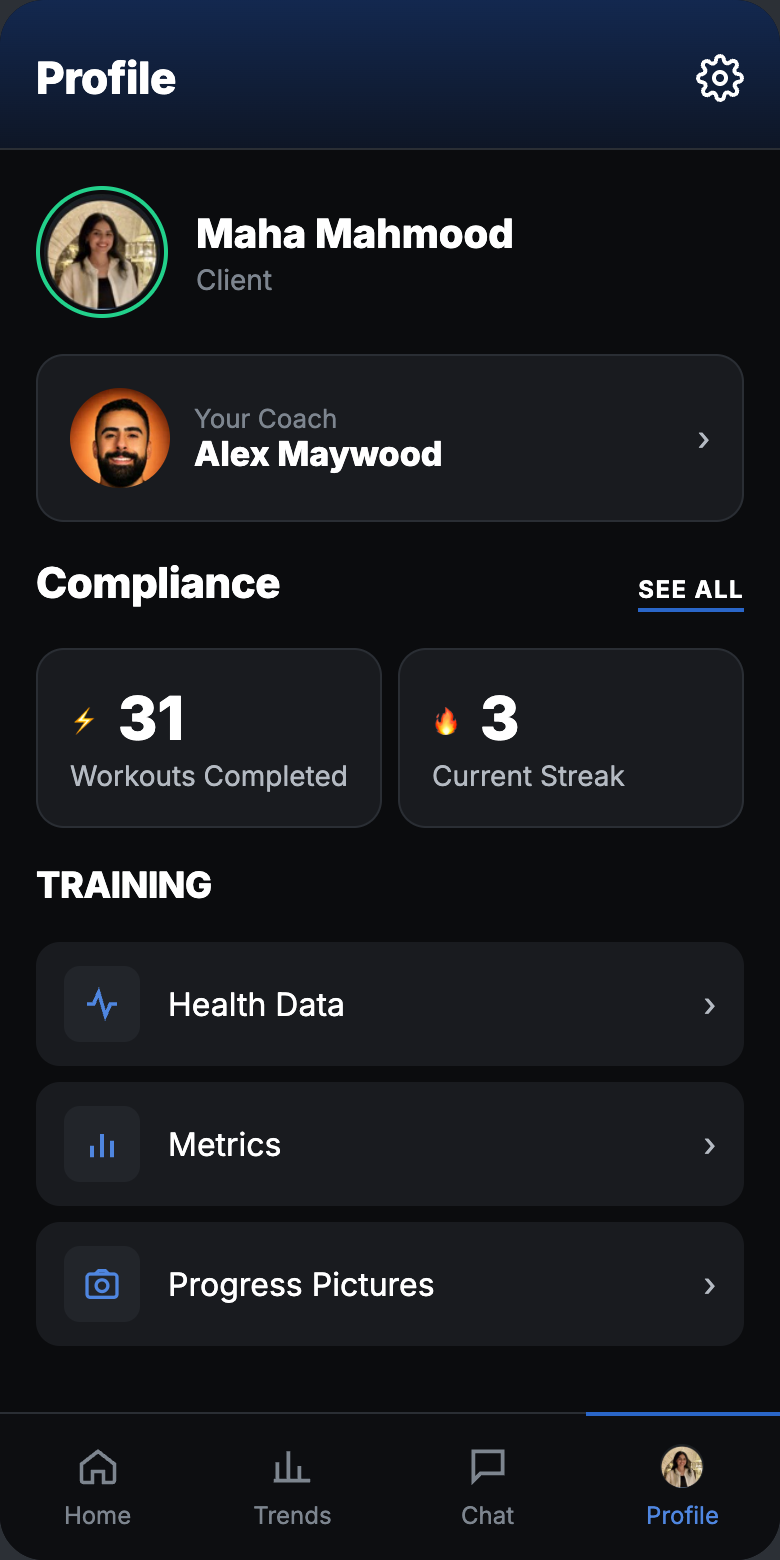 Profile
Maha Mahmood
Client
Your Coach
Alex Maywood
›
Compliance
SEE ALL
⚡ 31
Workouts Completed
🔥 3
Current Streak
TRAINING
Health Data ›
Metrics ›
Progress Pictures ›
Home
Trends
Chat
Profile